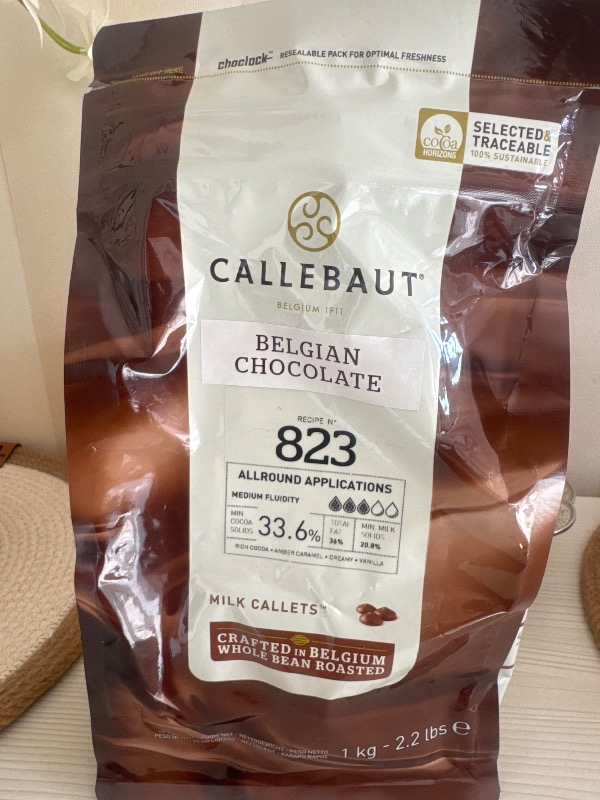 choclock™ RESEALABLE PACK FOR OPTIMAL FRESHNESS
cocoa
HORIZONS
SELECTED&
TRACEABLE
100% SUSTAINABLE
CALLEBAUT®
BELGIUM 1911
BELGIAN
CHOCOLATE
RECIPE N°
823
ALLROUND APPLICATIONS
MEDIUM FLUIDITY
MIN.
COCOA
SOLIDS
33.6%
TOTAL
FAT
36%
MIN. MILK
SOLIDS
20.8%
RICH COCOA • AMBER CARAMEL • CREAMY • VANILLA
MILK CALLETS™
CRAFTED IN BELGIUM
WHOLE BEAN ROASTED
1 kg - 2.2 lbs ℮